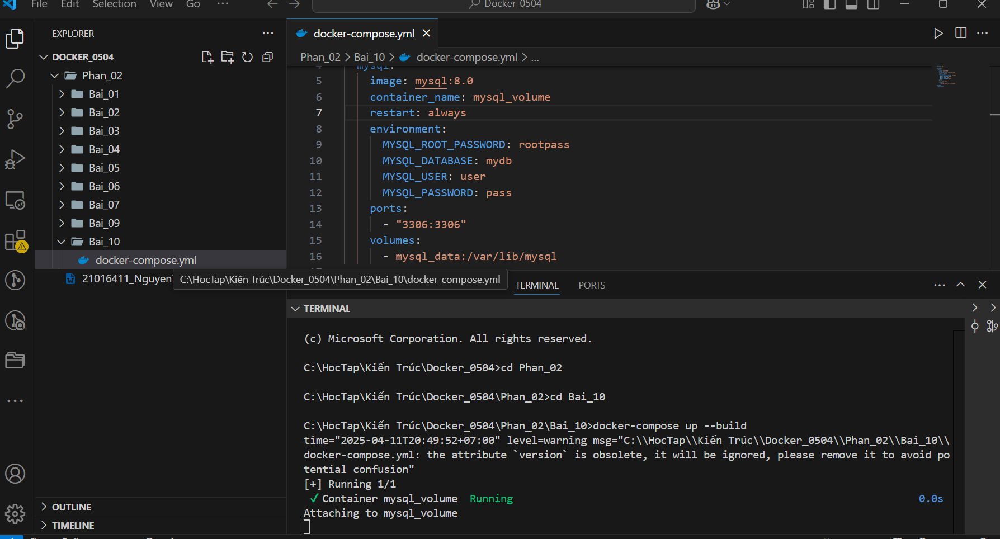 File Edit Selection View Go ··· Docker_0504
EXPLORER ···
DOCKER_0504
Phan_02
Bai_01
Bai_02
Bai_03
Bai_04
Bai_05
Bai_06
Bai_07
Bai_09
Bai_10
docker-compose.yml
21016411_Nguyen
C:\HocTap\Kiến Trúc\Docker_0504\Phan_02\Bai_10\docker-compose.yml
OUTLINE
TIMELINE
docker-compose.yml
Phan_02 > Bai_10 > docker-compose.yml > ...
4 mysql:
5 image: mysql:8.0
6 container_name: mysql_volume
7 restart: always
8 environment:
9 MYSQL_ROOT_PASSWORD: rootpass
10 MYSQL_DATABASE: mydb
11 MYSQL_USER: user
12 MYSQL_PASSWORD: pass
13 ports:
14 - "3306:3306"
15 volumes:
16 - mysql_data:/var/lib/mysql
TERMINAL PORTS
TERMINAL
(c) Microsoft Corporation. All rights reserved.
C:\HocTap\Kiến Trúc\Docker_0504>cd Phan_02
C:\HocTap\Kiến Trúc\Docker_0504\Phan_02>cd Bai_10
C:\HocTap\Kiến Trúc\Docker_0504\Phan_02\Bai_10>docker-compose up --build
time="2025-04-11T20:49:52+07:00" level=warning msg="C:\\HocTap\\Kiến Trúc\\Docker_0504\\Phan_02\\Bai_10\\
docker-compose.yml: the attribute `version` is obsolete, it will be ignored, please remove it to avoid po
tential confusion"
[+] Running 1/1
✓ Container mysql_volume Running 0.0s
Attaching to mysql_volume